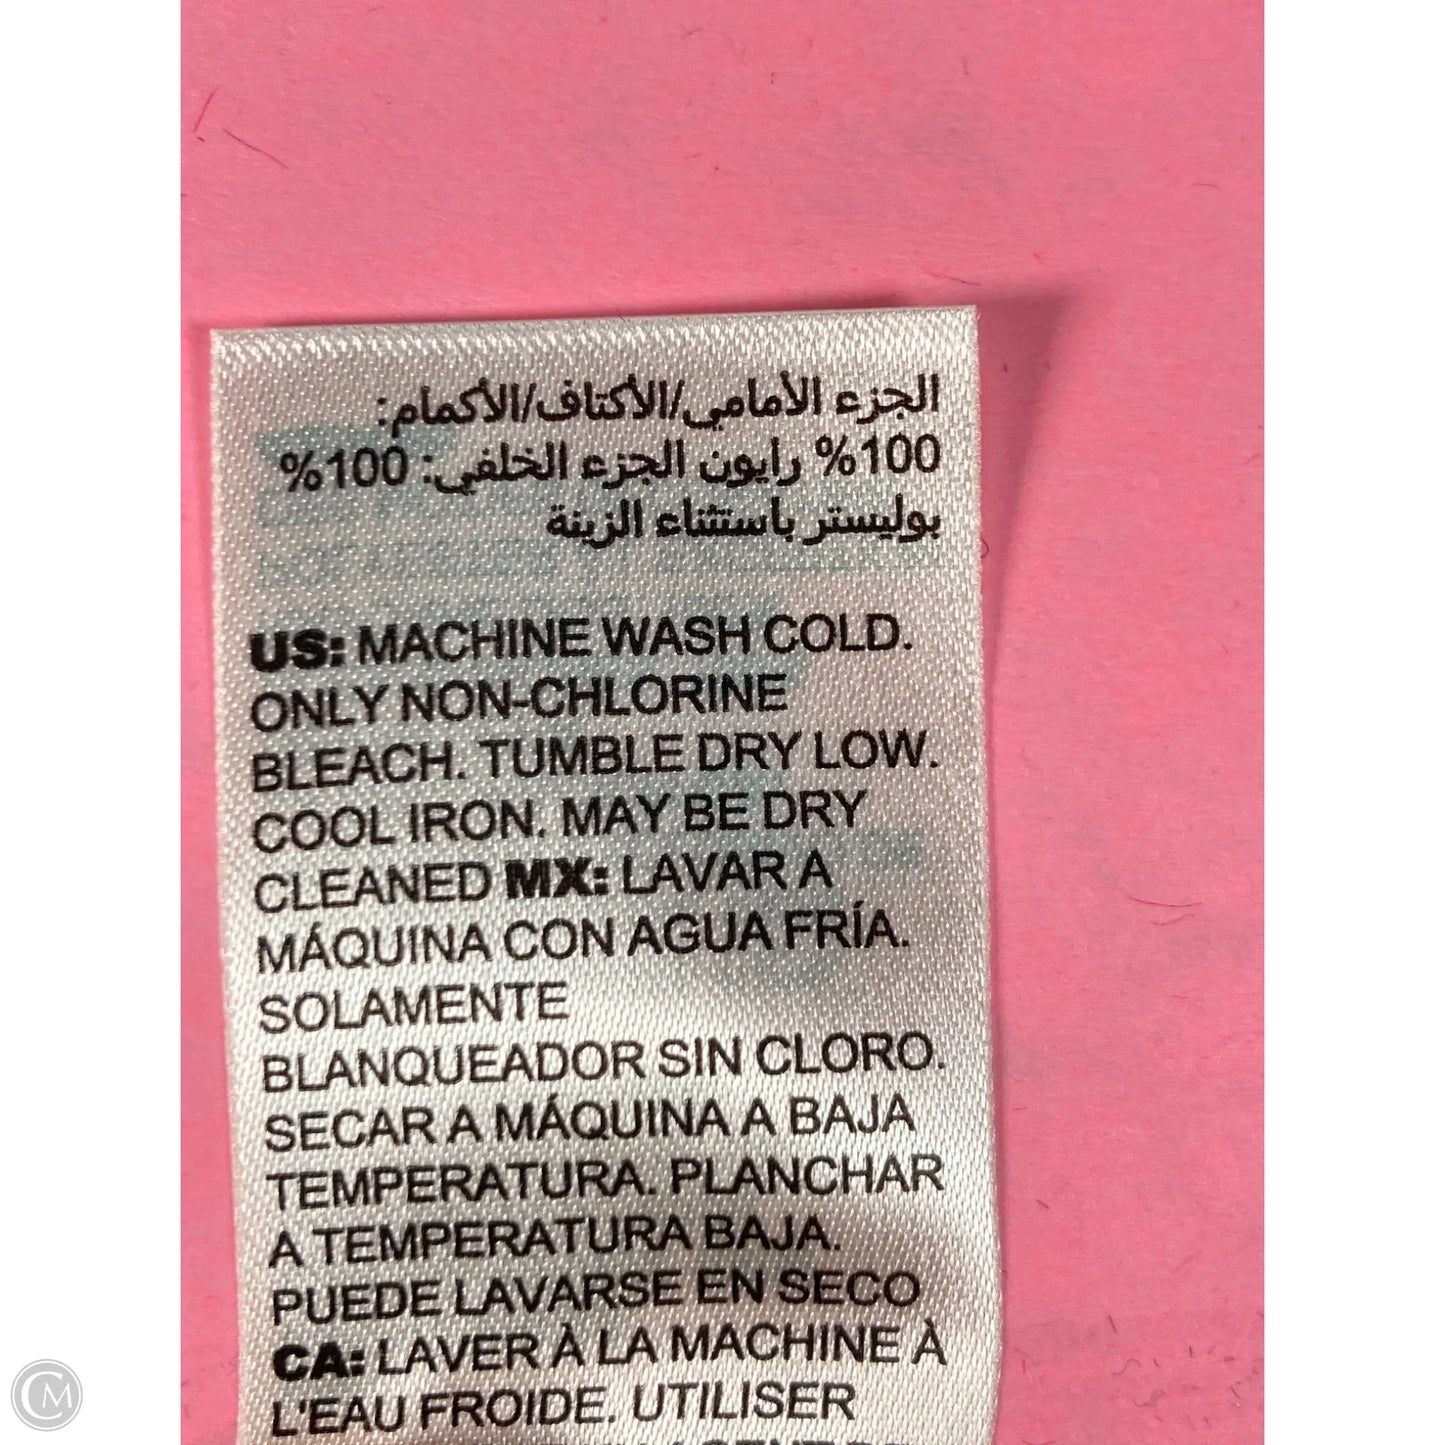 الجزء الأمامي/الأكتاف/الأكمام:
100% رايون الجزء الخلفي: 100%
بوليستر باستثناء الزينة
US: MACHINE WASH COLD.
ONLY NON-CHLORINE
BLEACH. TUMBLE DRY LOW.
COOL IRON. MAY BE DRY
CLEANED MX: LAVAR A
MÁQUINA CON AGUA FRÍA.
SOLAMENTE
BLANQUEADOR SIN CLORO.
SECAR A MÁQUINA A BAJA
TEMPERATURA. PLANCHAR
A TEMPERATURA BAJA.
PUEDE LAVARSE EN SECO
CA: LAVER À LA MACHINE À
L'EAU FROIDE. UTILISER
CM